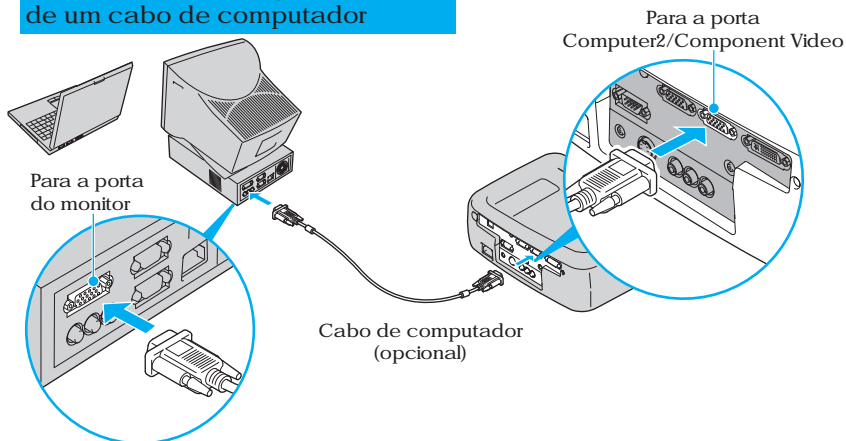 de um cabo de computador
Para a porta
Computer2/Component Video
Para a porta
do monitor
Cabo de computador
(opcional)